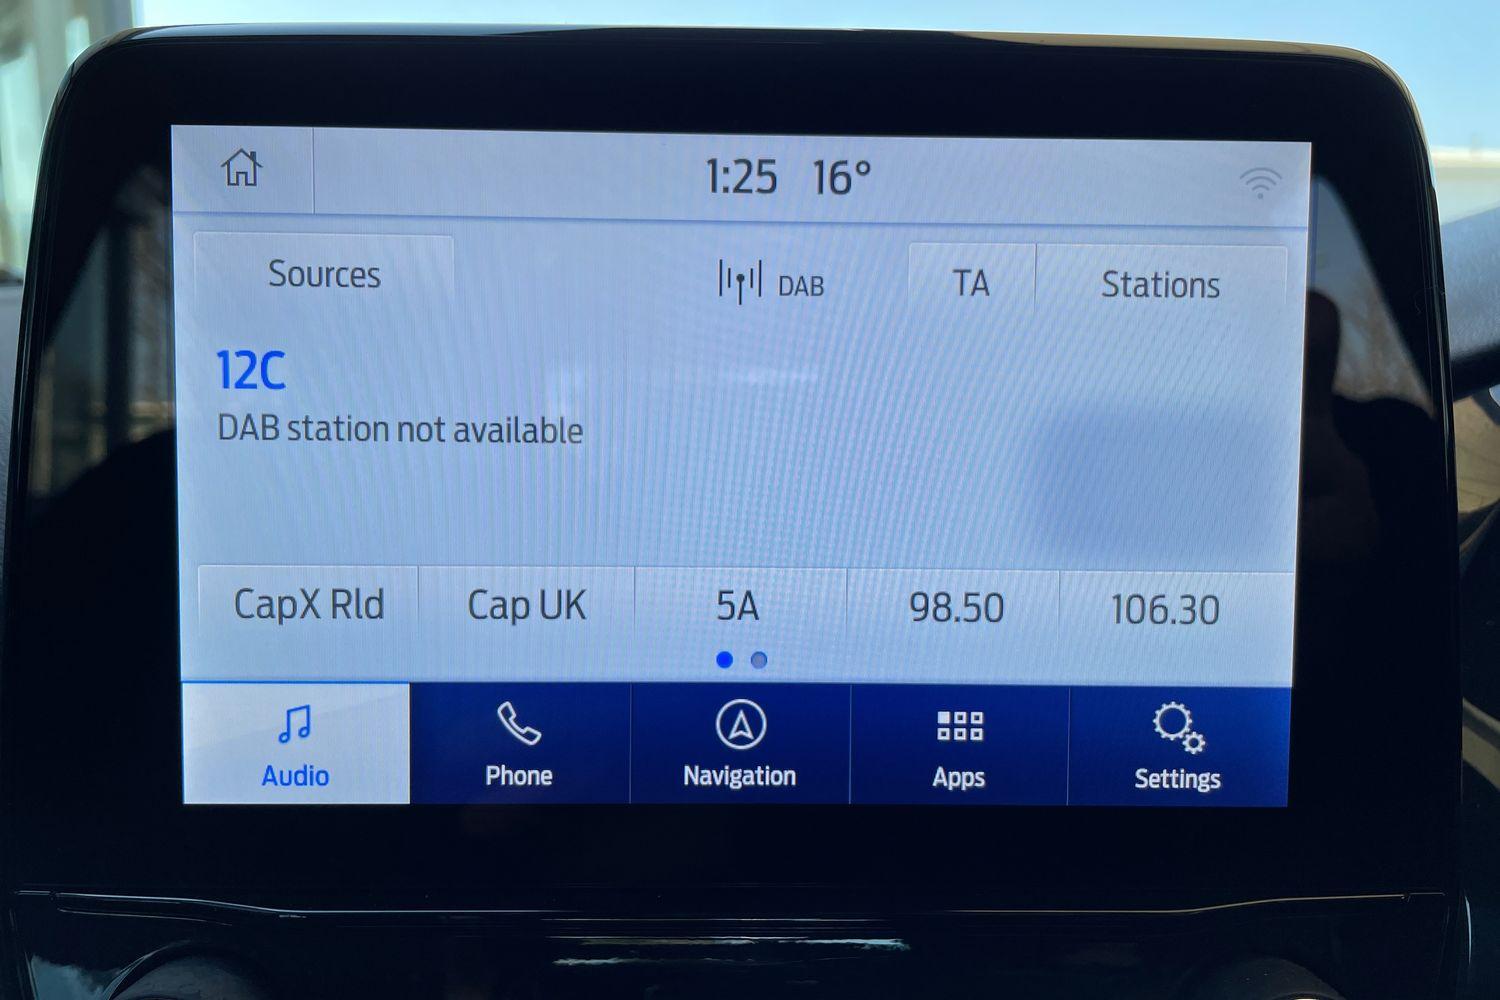 1:25 16°
Sources DAB TA Stations
12C
DAB station not available
CapX Rld Cap UK 5A 98.50 106.30
Audio Phone Navigation Apps Settings